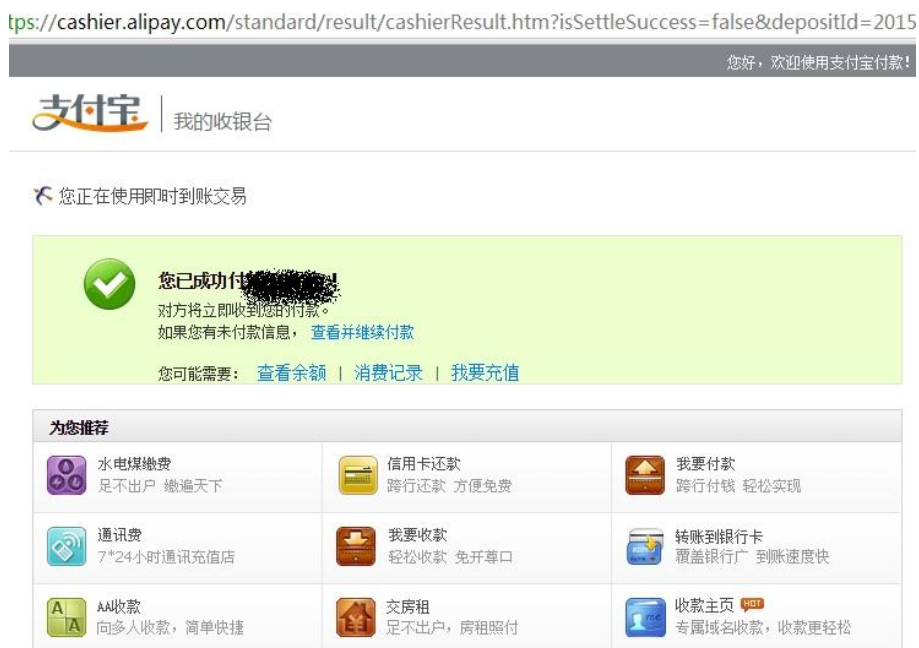 tps://cashier.alipay.com/standard/result/cashierResult.htm?isSettleSuccess=false&depositId=2015
您好，欢迎使用支付宝付款！
支付宝 我的收银台
您正在使用即时到账交易
您已成功付
对方将立即收到您的付款。
如果您有未付款信息， 查看并继续付款
您可能需要： 查看余额 | 消费记录 | 我要充值
为您推荐
水电煤缴费
足不出户 缴遍天下
信用卡还款
跨行还款 方便免费
我要付款
跨行付钱 轻松实现
通讯费
7*24小时通讯充值店
我要收款
轻松收款 免开尊口
转账到银行卡
覆盖银行广 到账速度快
AA收款
向多人收款，简单快捷
交房租
足不出户，房租照付
收款主页 HOT
专属域名收款，收款更轻松